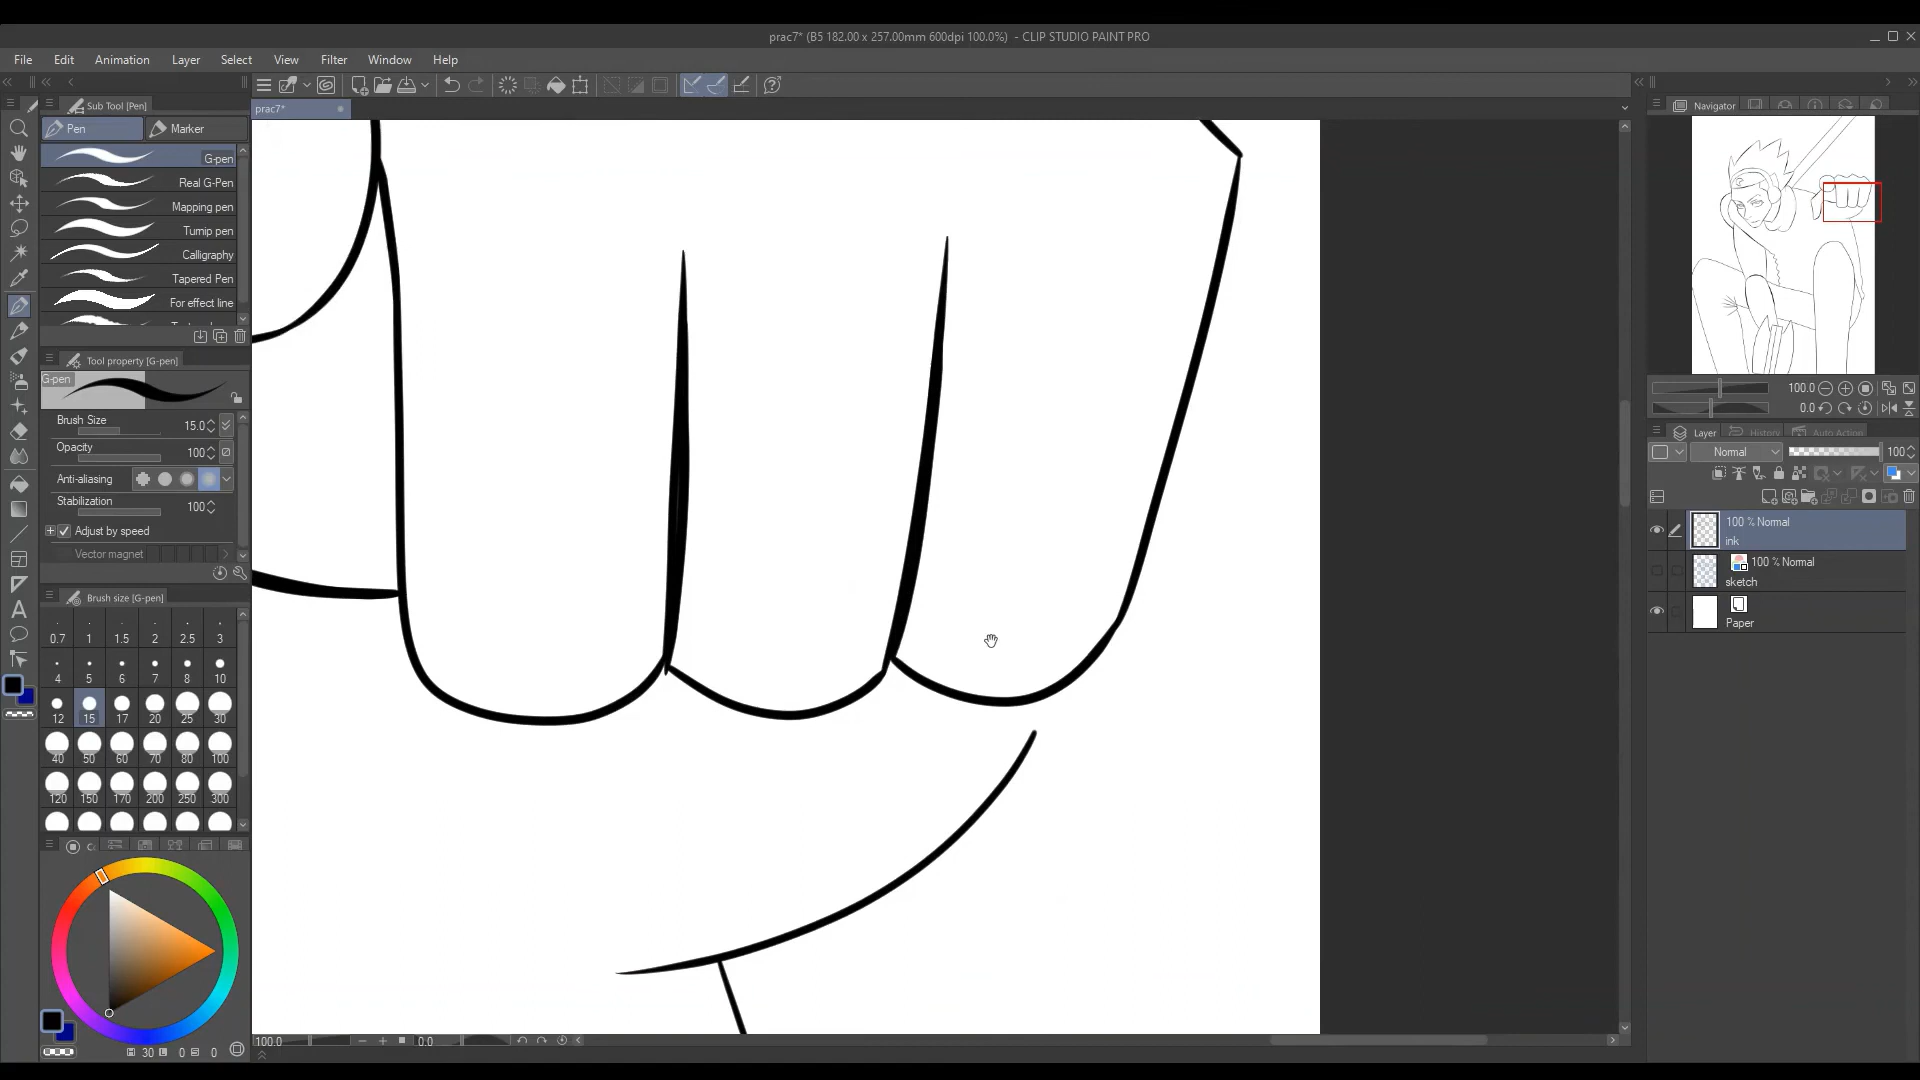 prac7* (B5 182.00 x 257.00mm 600dpi 100.0%)  - CLIP STUDIO PAINT PRO
File Edit Animation Layer Select View Filter Window Help
Sub Tool [Pen]
prac7*
Navigator
Pen Marker
G-pen
Real G-Pen
Mapping pen
Turnip pen
Calligraphy
Tapered Pen
For effect line
Tool property [G-pen]
G-pen
Brush Size 15.0
Opacity 100
Anti-aliasing
Stabilization 100
Adjust by speed
Vector magnet
Brush size [G-pen]
0.7 1 1.5 2 2.5 3
4 5 6 7 8 10
12 15 17 20 25 30
40 50 60 70 80 100
120 150 170 200 250 300
H 30 L 0 S 0
100.0 0.0
100.0
0.0
Layer History Auto Action
Normal 100
100 % Normal
ink
100 % Normal
sketch
Paper